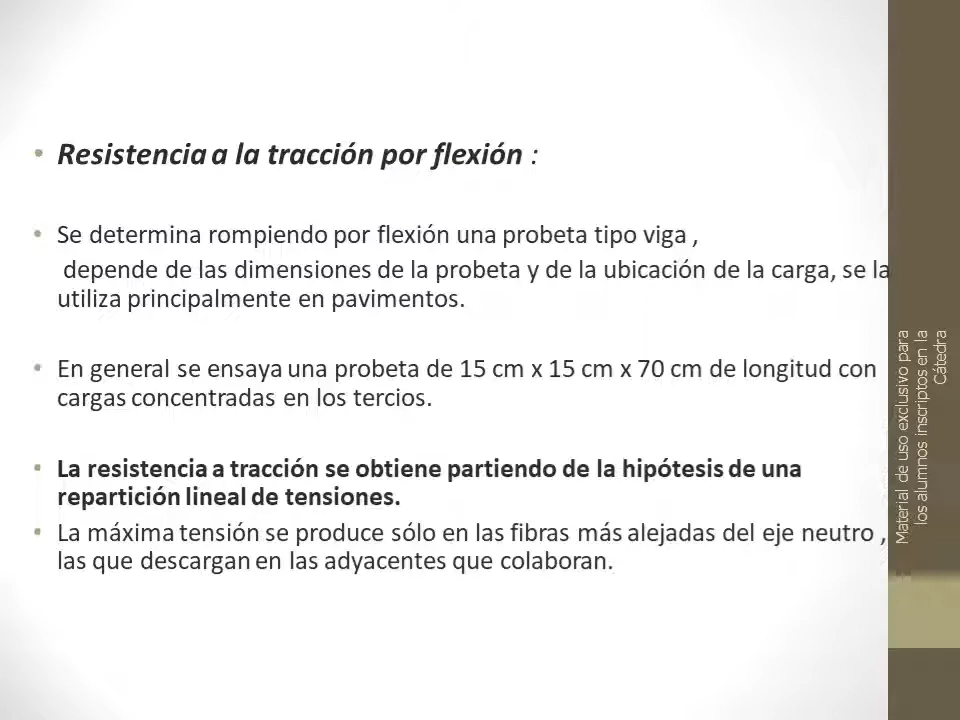 • Resistencia a la tracción por flexión :
• Se determina rompiendo por flexión una probeta tipo viga ,
depende de las dimensiones de la probeta y de la ubicación de la carga, se la
utiliza principalmente en pavimentos.
• En general se ensaya una probeta de 15 cm x 15 cm x 70 cm de longitud con
cargas concentradas en los tercios.
• La resistencia a tracción se obtiene partiendo de la hipótesis de una
repartición lineal de tensiones.
• La máxima tensión se produce sólo en las fibras más alejadas del eje neutro ,
las que descargan en las adyacentes que colaboran.
Material de uso exclusivo para
los alumnos inscriptos en la
Cátedra